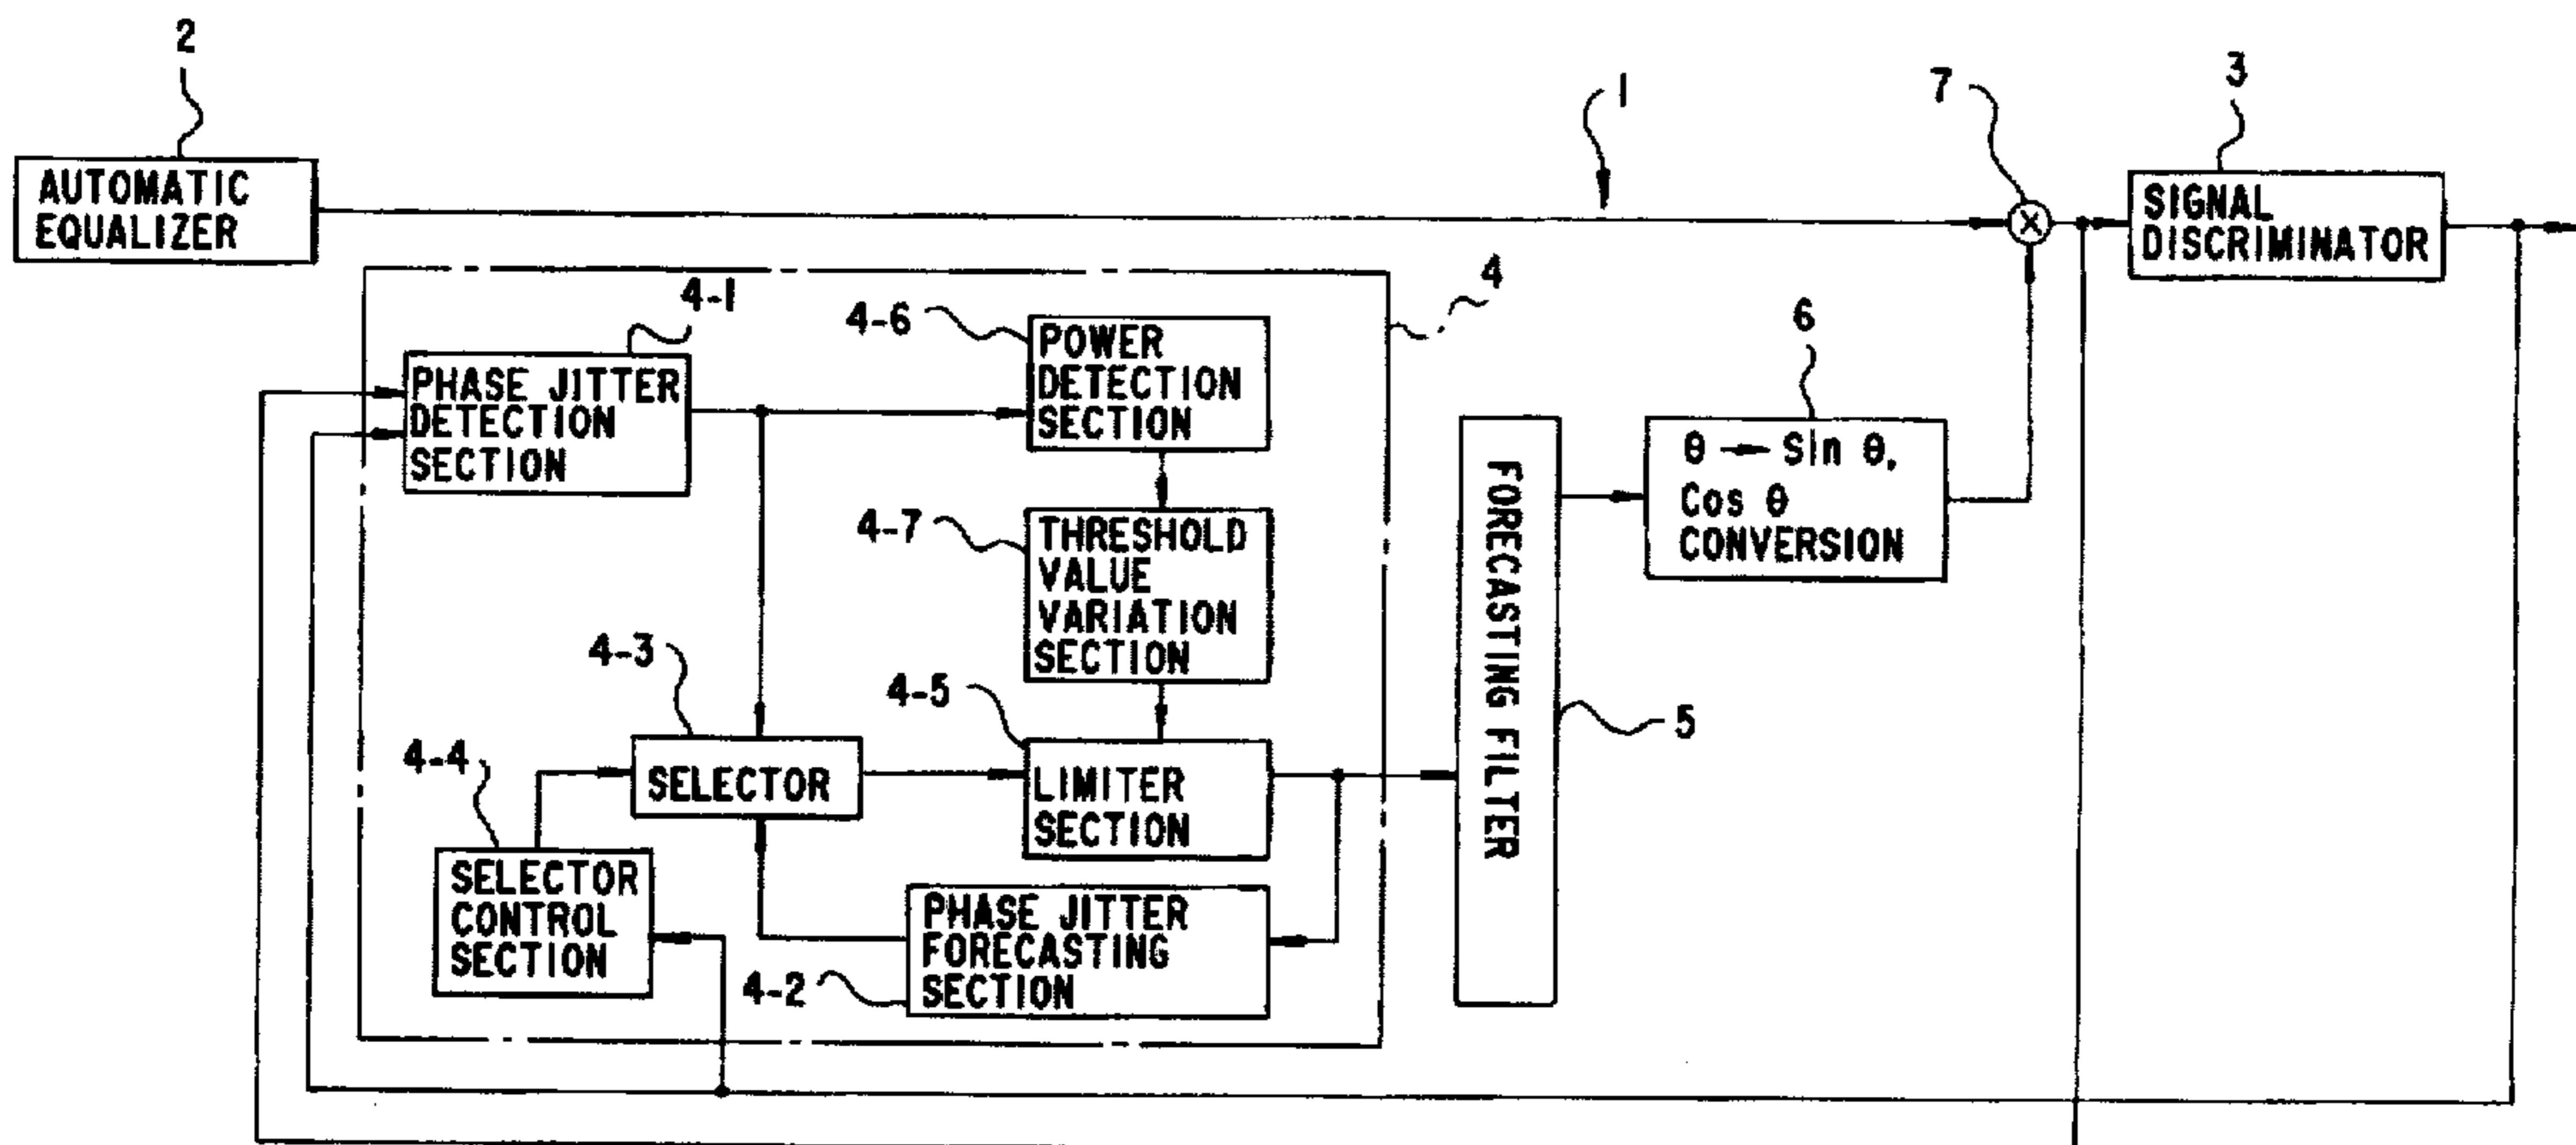 2
1
7
3
AUTOMATIC
EQUALIZER
X
SIGNAL
DISCRIMINATOR
4
4-1
4-6
6
PHASE JITTER
DETECTION
SECTION
POWER
DETECTION
SECTION
θ → Sin θ,
Cos θ
CONVERSION
4-7
THRESHOLD
VALUE
VARIATION
SECTION
FORECASTING FILTER
5
4-3
4-5
4-4
SELECTOR
LIMITER
SECTION
SELECTOR
CONTROL
SECTION
PHASE JITTER
FORECASTING
SECTION
4-2